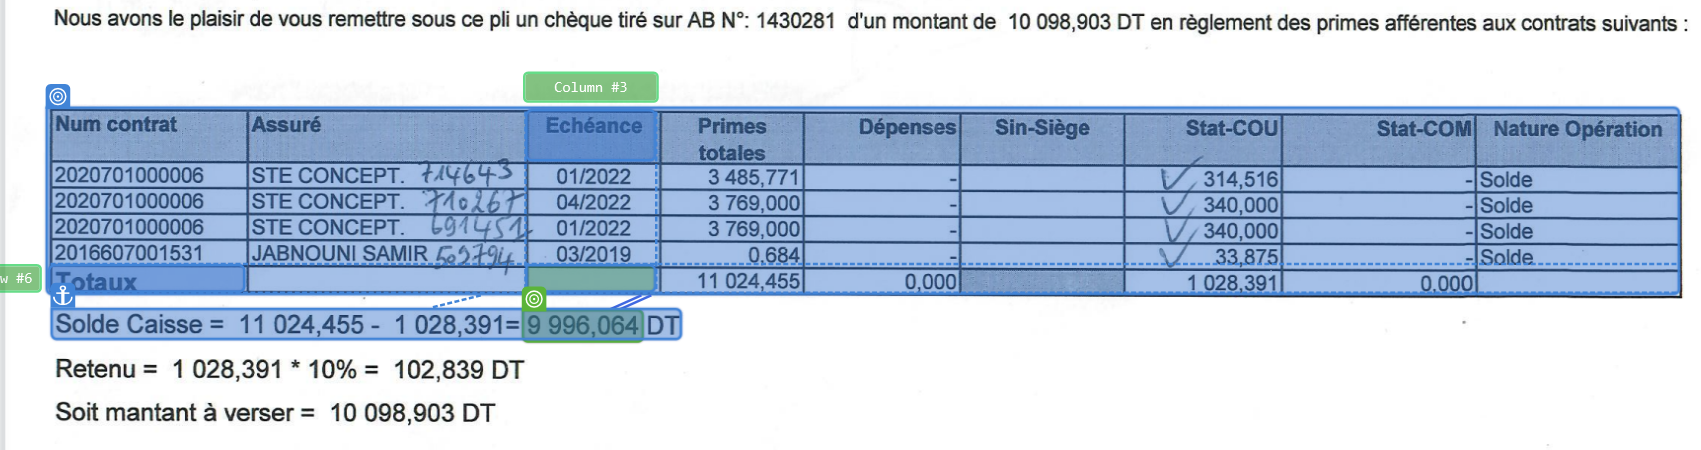 Nous avons le plaisir de vous remettre sous ce pli un chèque tiré sur AB N°: 1430281 d'un montant de 10 098,903 DT en règlement des primes afférentes aux contrats suivants :
Column #3
Num contrat Assuré Echéance Primes totales Dépenses Sin-Siège Stat-COU Stat-COM Nature Opération
2020701000006 STE CONCEPT. 714643 01/2022 3 485,771 - 314,516 - Solde
2020701000006 STE CONCEPT. 710267 04/2022 3 769,000 - 340,000 - Solde
2020701000006 STE CONCEPT. 691451 01/2022 3 769,000 - 340,000 - Solde
2016607001531 JABNOUNI SAMIR 503794 03/2019 0.684 - 33,875 - Solde
w #6 Totaux 11 024,455 0,000 1 028,391 0,000
Solde Caisse = 11 024,455 - 1 028,391= 9 996,064 DT
Retenu = 1 028,391 * 10% = 102,839 DT
Soit mantant à verser = 10 098,903 DT